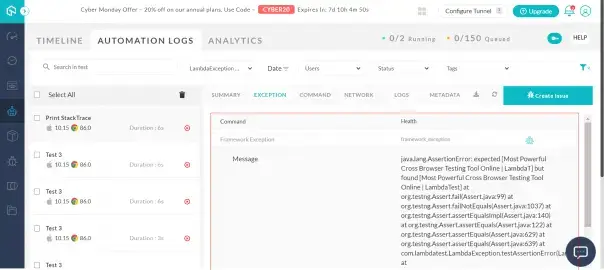 Cyber Monday Offer - 20% off on our annual plans, Use Code - CYBER20 Expires In: 7d 10h 4m 50s
Configure Tunnel
Upgrade
TIMELINE AUTOMATION LOGS ANALYTICS
0/2 Running
0/150 Queued
HELP
Search in test
LambdaException...
Date
Users
Status
Tags
Select All
SUMMARY EXCEPTION COMMAND NETWORK LOGS METADATA
Create Issue
Print StackTrace
10.15 86.0 Duration: 6s
Test 3
10.15 86.0 Duration: 6s
Test 3
10.15 86.0 Duration: 6s
Test 3
10.15 86.0 Duration: 3s
Test 3
Command Health
Framework Exception framework_exception
Message
java.lang.AssertionError: expected [Most Powerful
Cross Browser Testing Tool Online | LambdaT] but
found [Most Powerful Cross Browser Testing Tool
Online | LambdaTest] at
org.testng.Assert.fail(Assert.java:99) at
org.testng.Assert.failNotEquals(Assert.java:1037) at
org.testng.Assert.assertEqualsImpl(Assert.java:140)
at org.testng.Assert.assertEquals(Assert.java:122) at
org.testng.Assert.assertEquals(Assert.java:629) at
org.testng.Assert.assertEquals(Assert.java:639) at
com.lambdatest.LambdaException.testAssertionError(La
at